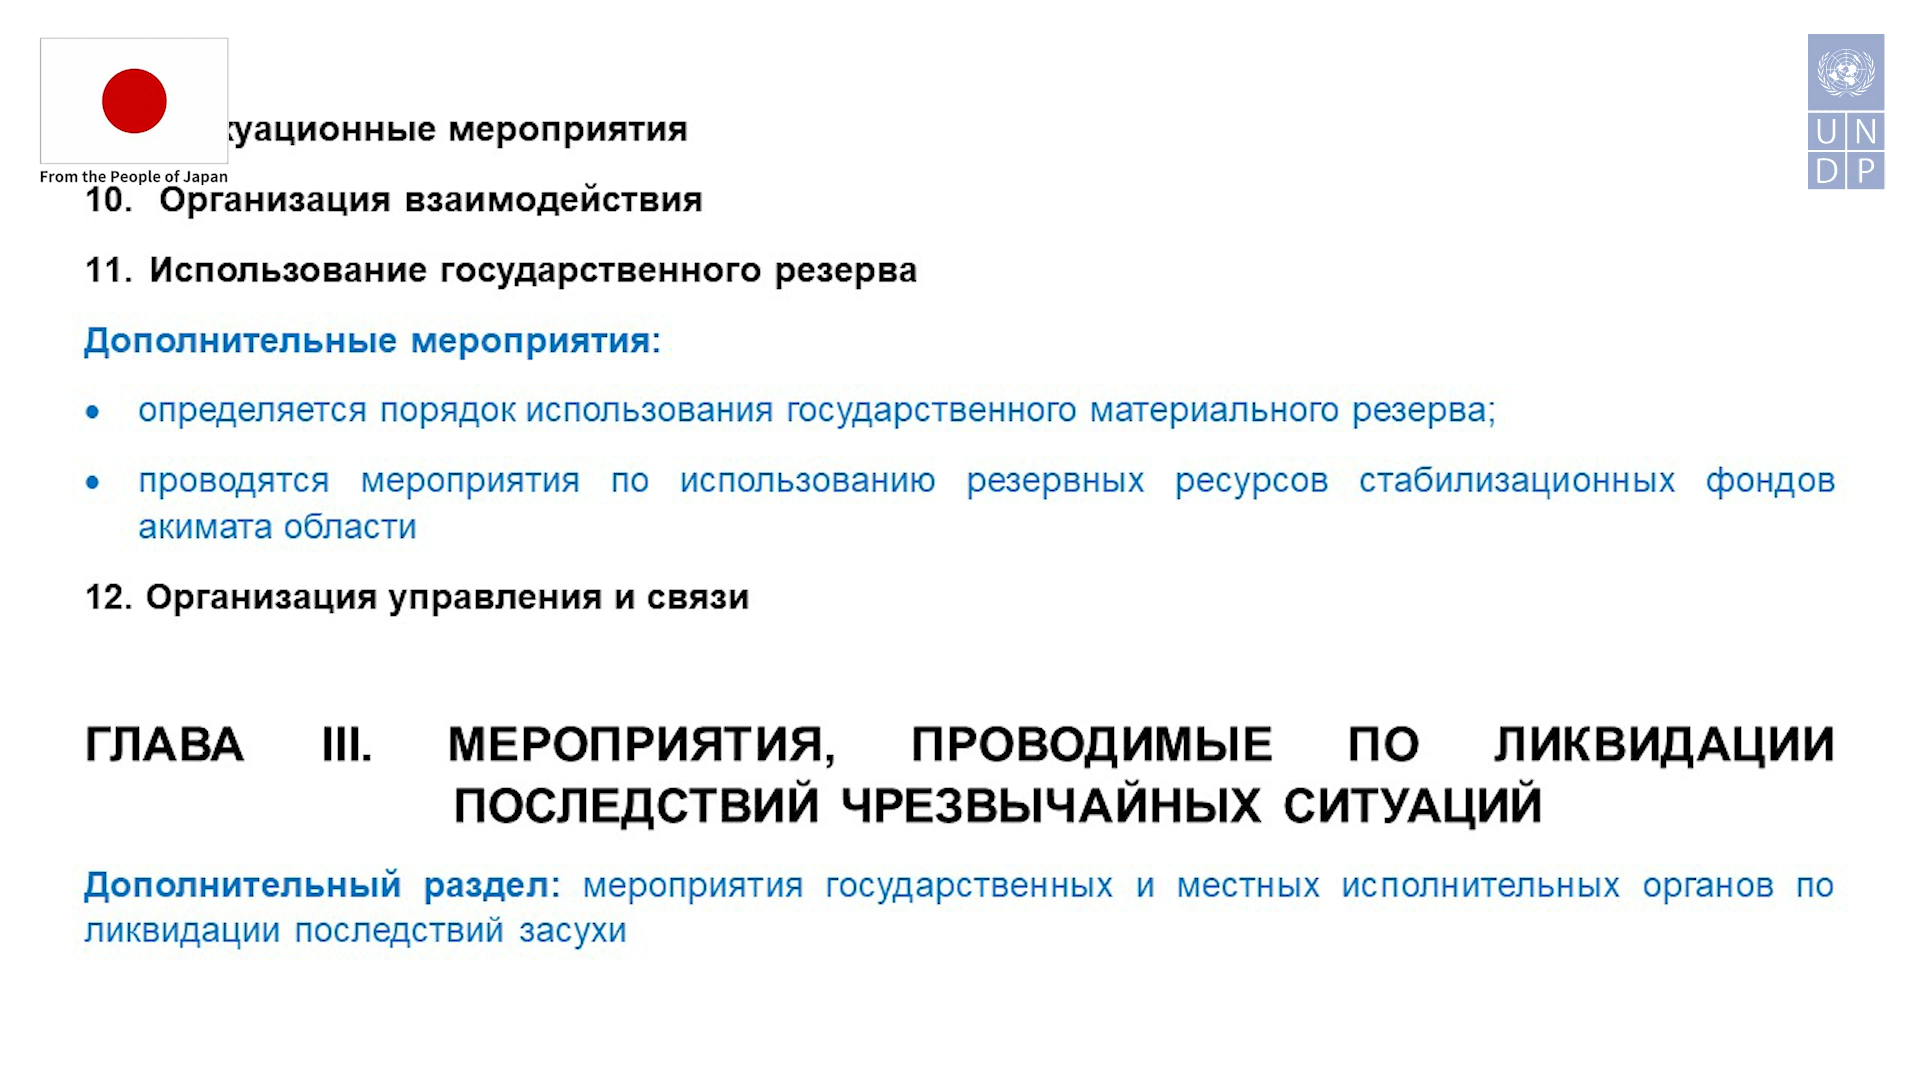 мероприятия
From the People of Japan
UN
DP
10. Организация взаимодействия
11. Использование государственного резерва
Дополнительные мероприятия:
• определяется порядок использования государственного материального резерва;
• проводятся мероприятия по использованию резервных ресурсов стабилизационных фондов
акимата области
12. Организация управления и связи
ГЛАВА III. МЕРОПРИЯТИЯ, ПРОВОДИМЫЕ ПО ЛИКВИДАЦИИ
ПОСЛЕДСТВИЙ ЧРЕЗВЫЧАЙНЫХ СИТУАЦИЙ
Дополнительный раздел: мероприятия государственных и местных исполнительных органов по
ликвидации последствий засухи